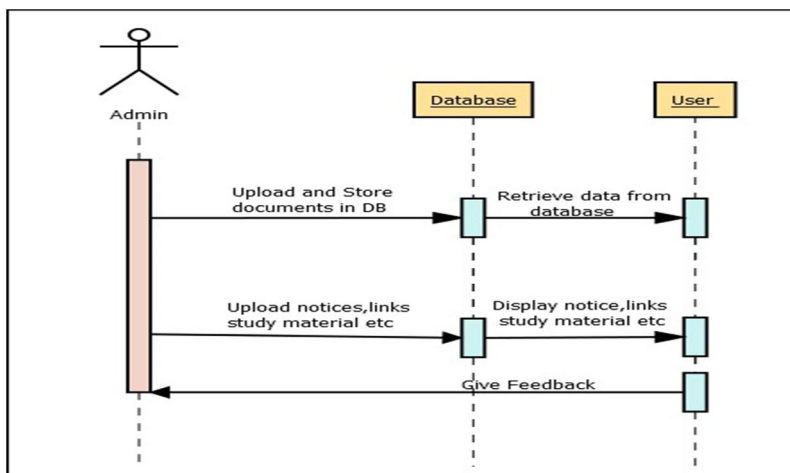 Admin
Database
User
Upload and Store
documents in DB
Retrieve data from
database
Upload notices,links
study material etc
Display notice,links
study material etc
Give Feedback